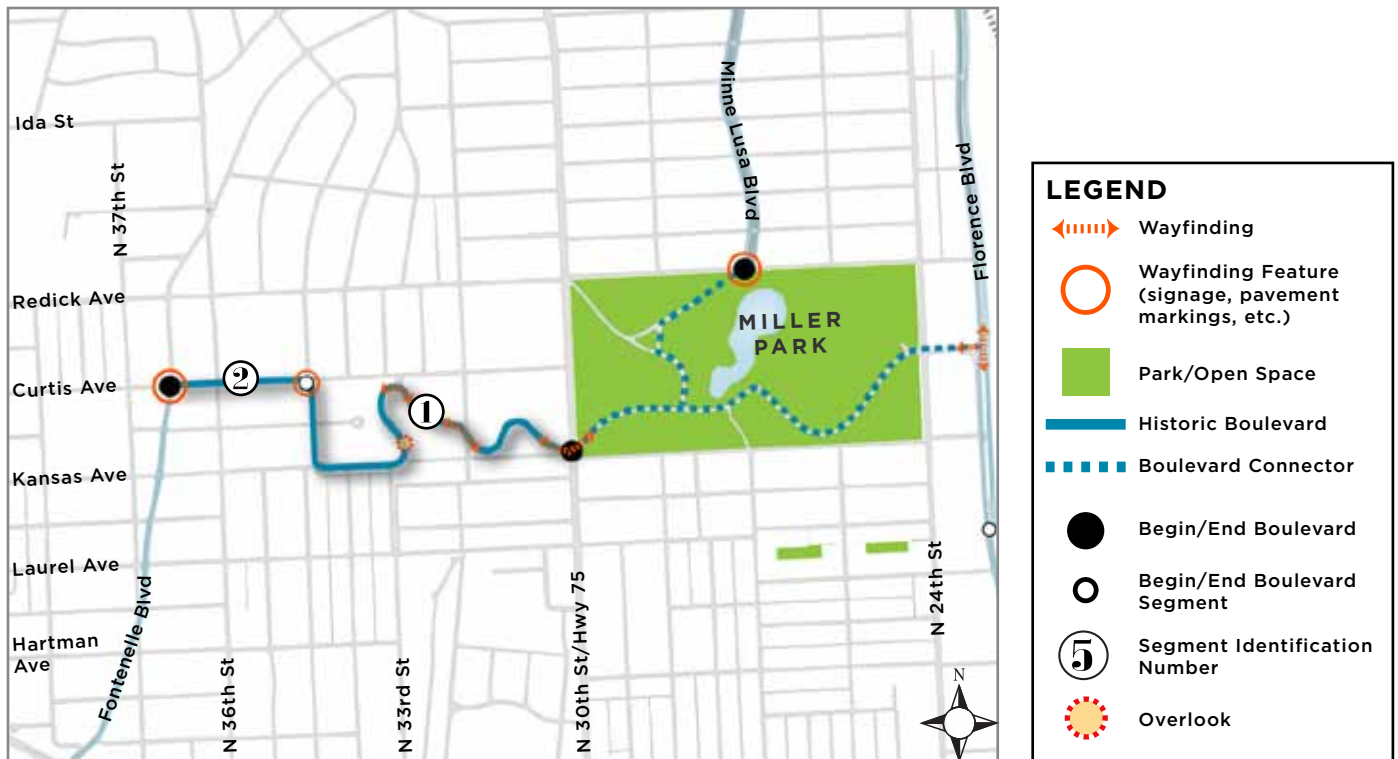 Ida St
N 37th St
Redick Ave
Curtis Ave
Kansas Ave
Laurel Ave
Hartman
Ave
Fontenelle Blvd
N 36th St
N 33rd St
N 30th St/Hwy 75
N 24th St
Minne Lusa Blvd
Florence Blvd
MILLER
PARK
2
1
N
LEGEND
Wayfinding
Wayfinding Feature
(signage, pavement
markings, etc.)
Park/Open Space
Historic Boulevard
Boulevard Connector
Begin/End Boulevard
Begin/End Boulevard
Segment
5
Segment Identification
Number
Overlook